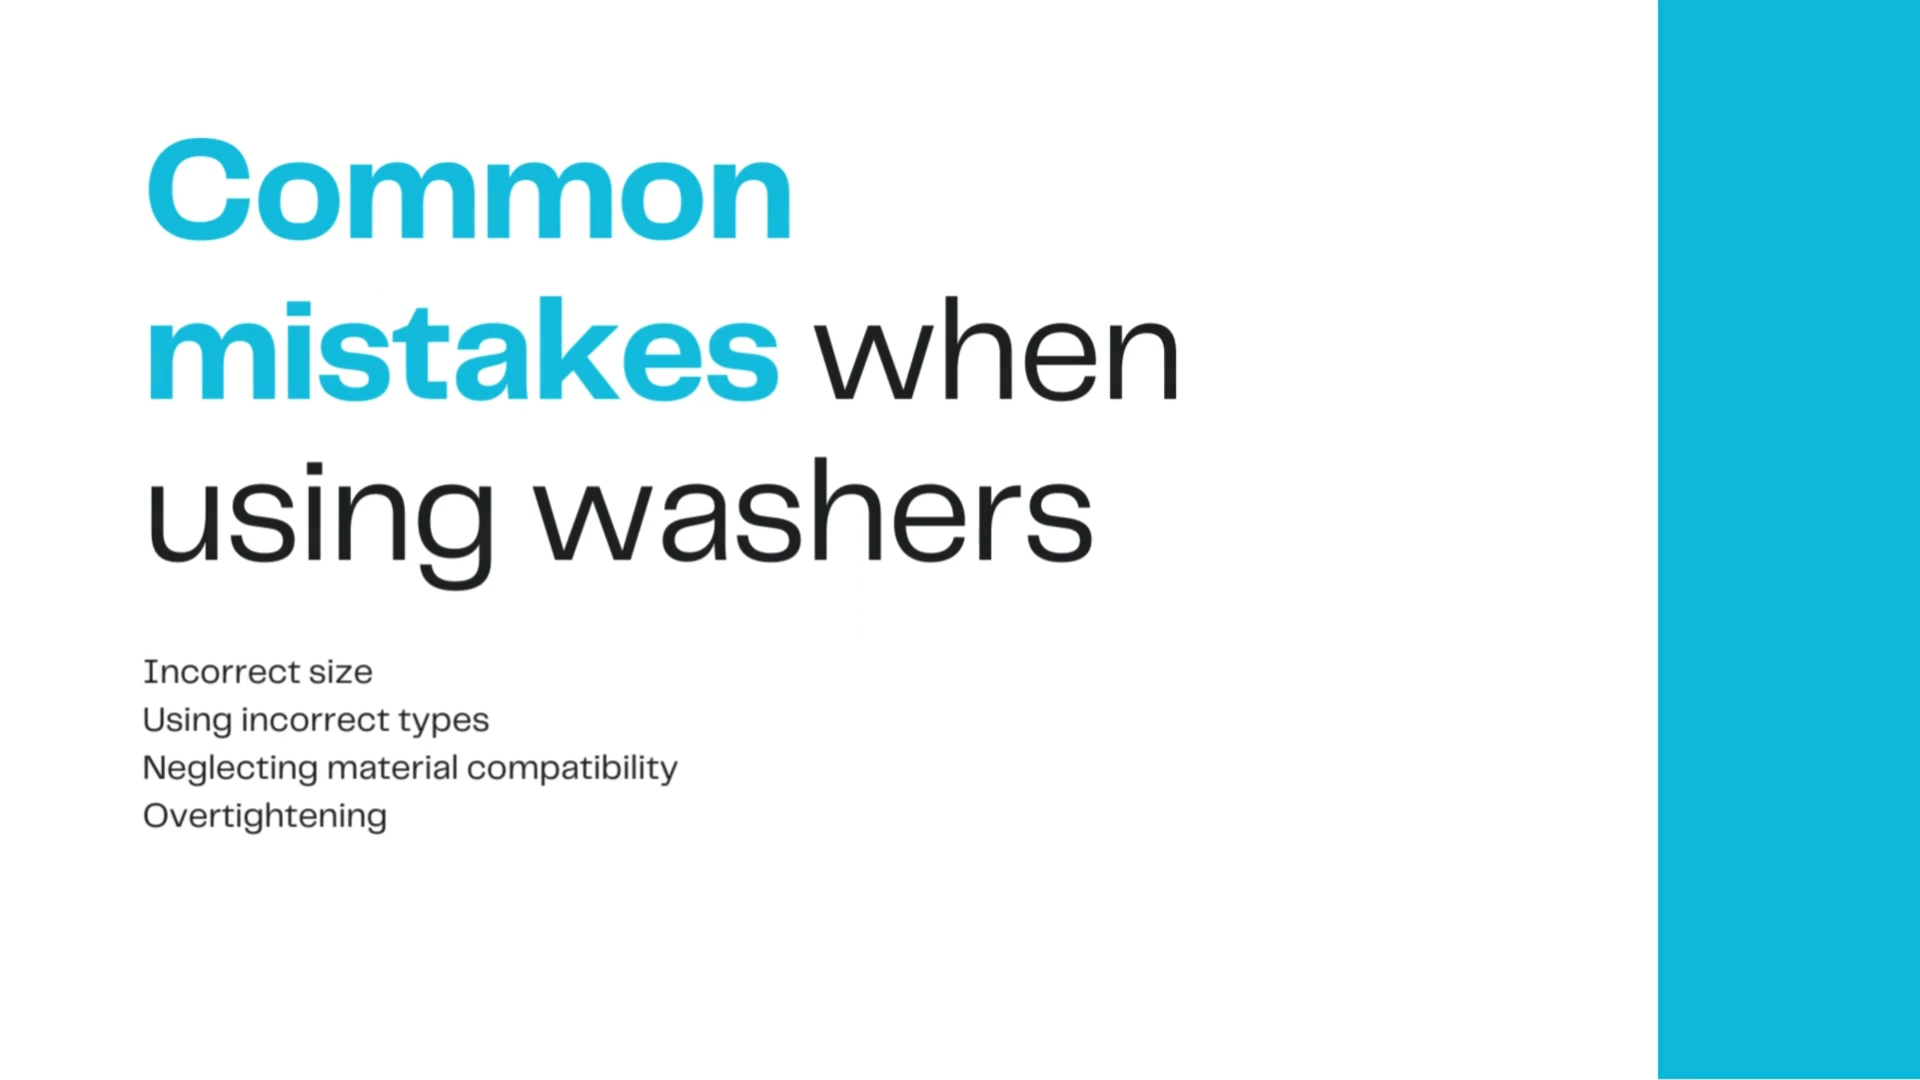 Common
mistakes when
using washers
Incorrect size
Using incorrect types
Neglecting material compatibility
Overtightening